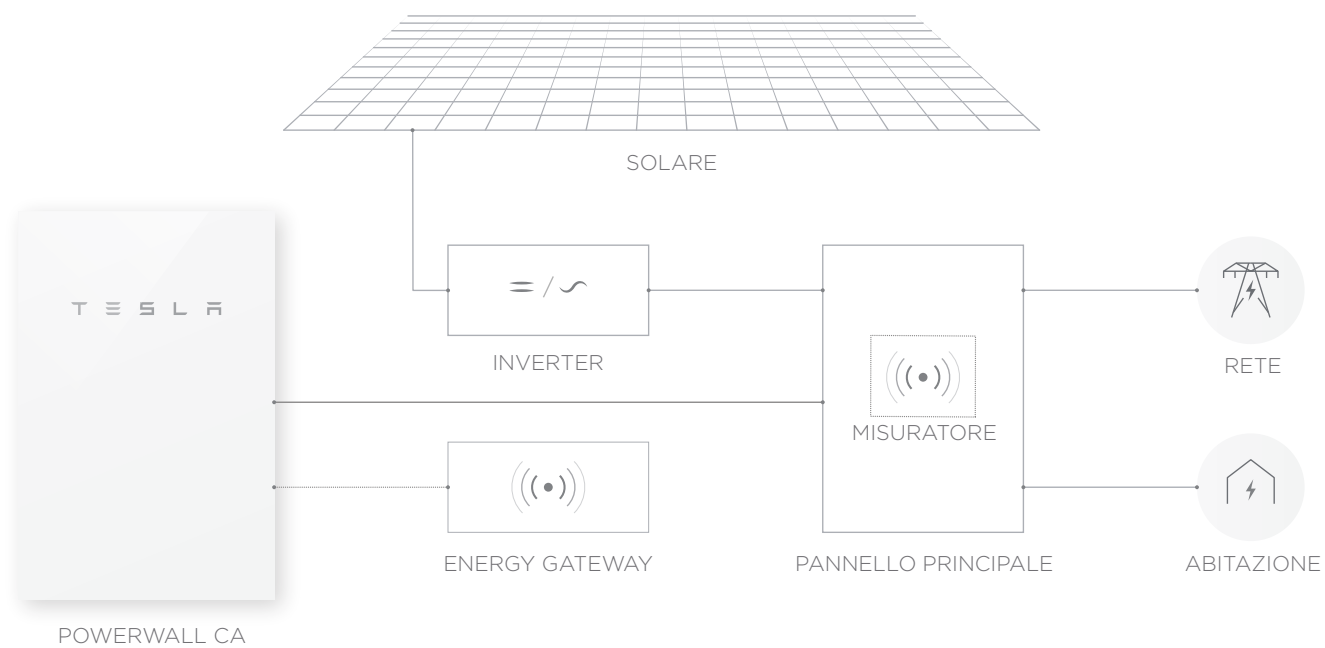 SOLARE
TESLA
INVERTER
RETE
MISURATORE
ENERGY GATEWAY
PANNELLO PRINCIPALE
ABITAZIONE
POWERWALL CA